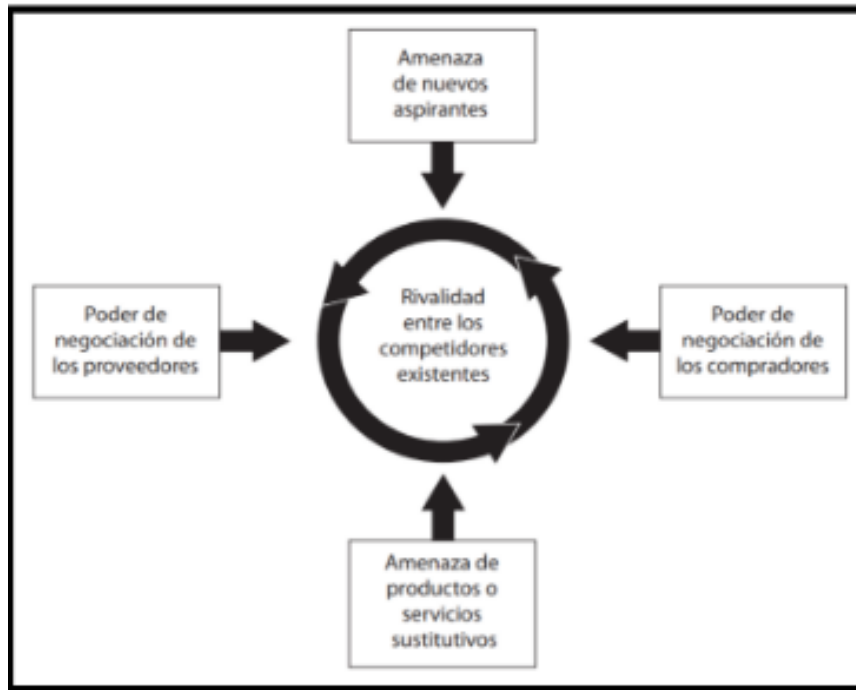 Amenaza
de nuevos
aspirantes
Poder de
negociación de
los proveedores
Rivalidad
entre los
competidores
existentes
Poder de
negociación de
los compradores
Amenaza de
productos o
servicios
sustitutivos